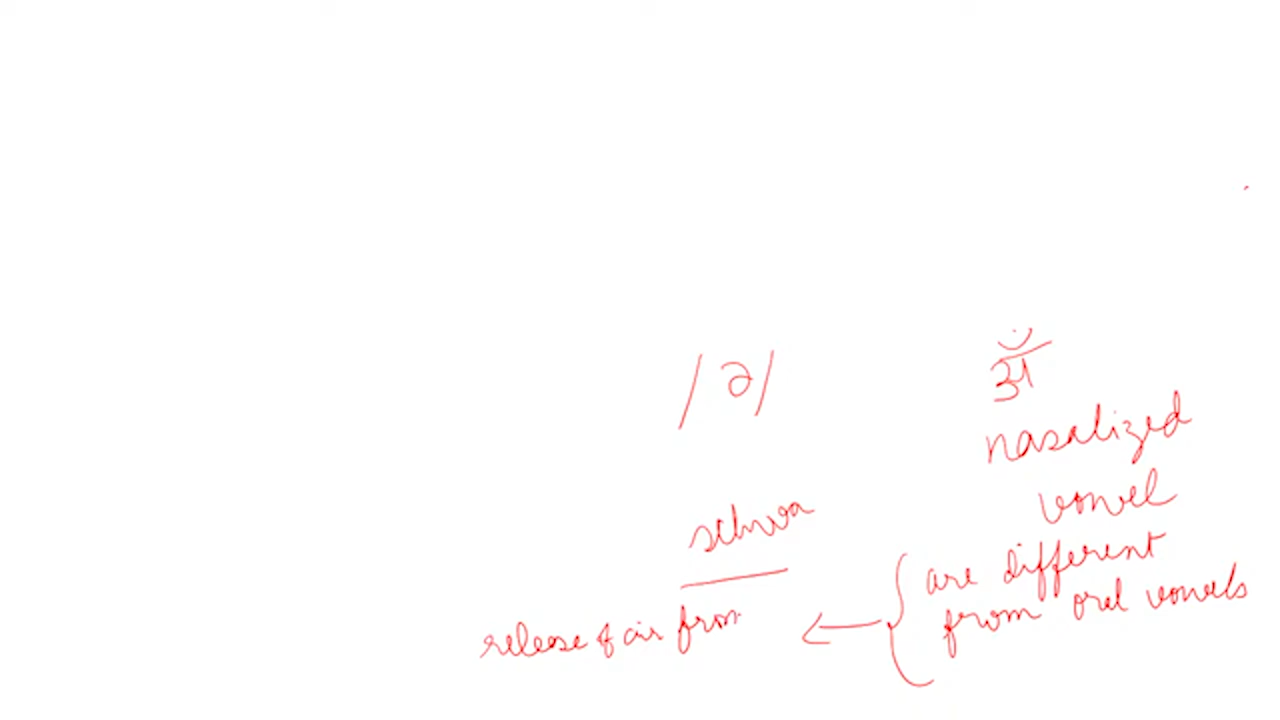 /ə/
अँ
nasalized
vowel
schwa
are different
from oral vowels
release of air from